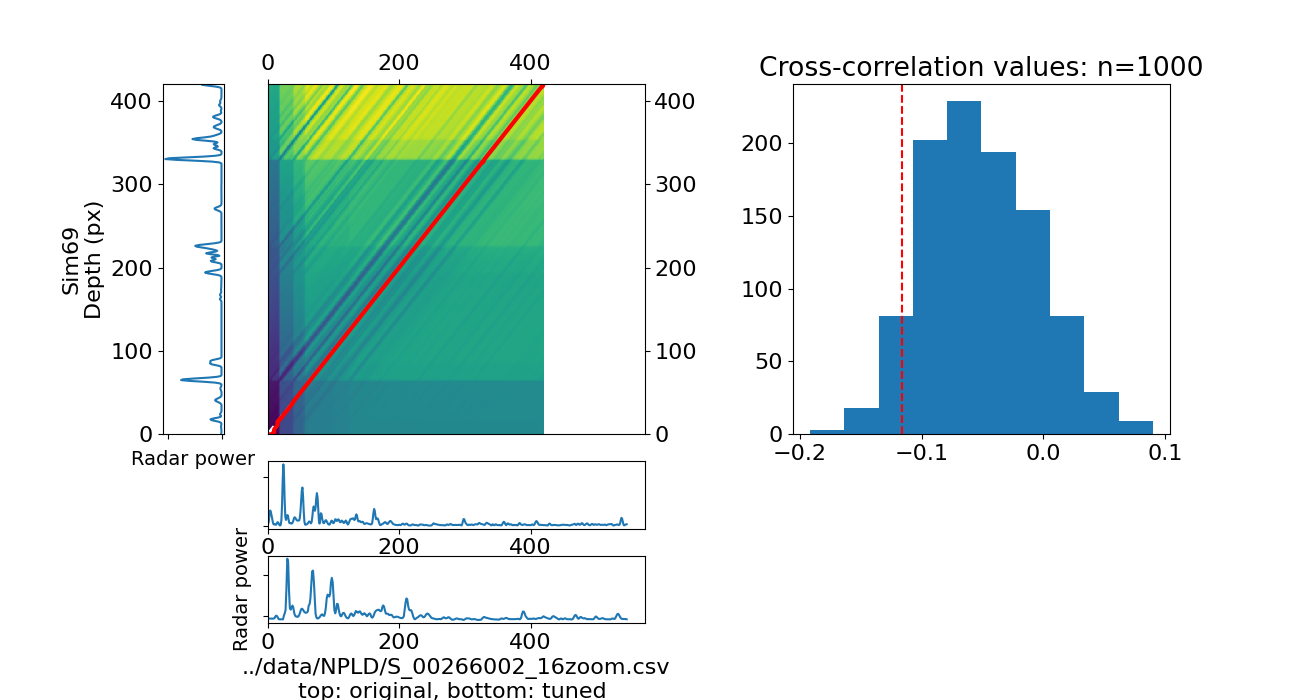 0 200 400
Cross-correlation values: n=1000
400
300
200
100
0
Sim69
Depth (px)
Radar power
400
300
200
100
0
200
150
100
50
0
−0.2 −0.1 0.0 0.1
0 200 400
Radar power
0 200 400
../data/NPLD/S_00266002_16zoom.csv
top: original, bottom: tuned